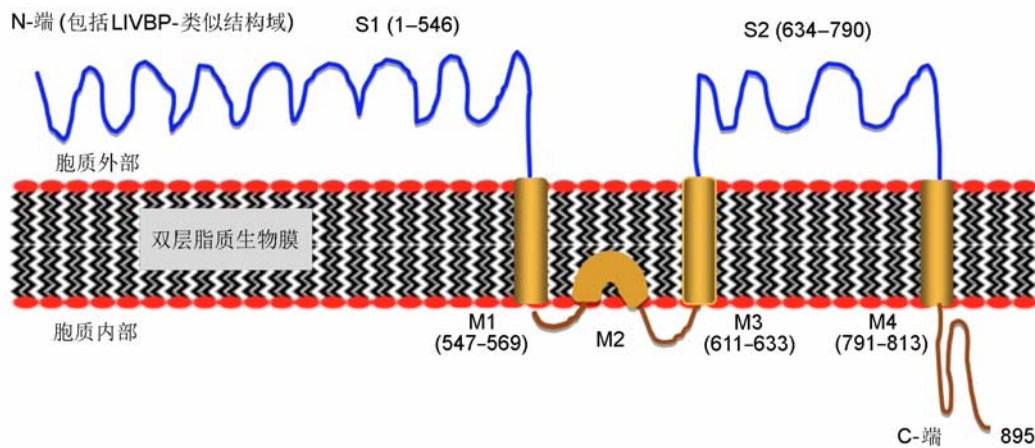 N-端 (包括LIVBP-类似结构域)
S1 (1–546)
S2 (634–790)
胞质外部
双层脂质生物膜
胞质内部
M1
(547–569)
M2
M3
(611–633)
M4
(791–813)
C-端
895